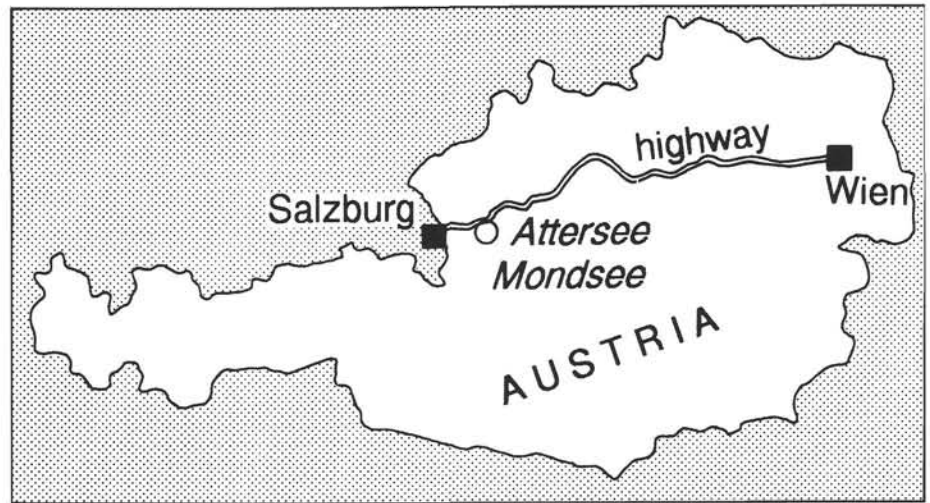 highway
Wien
Salzburg
Attersee
Mondsee
AUSTRIA